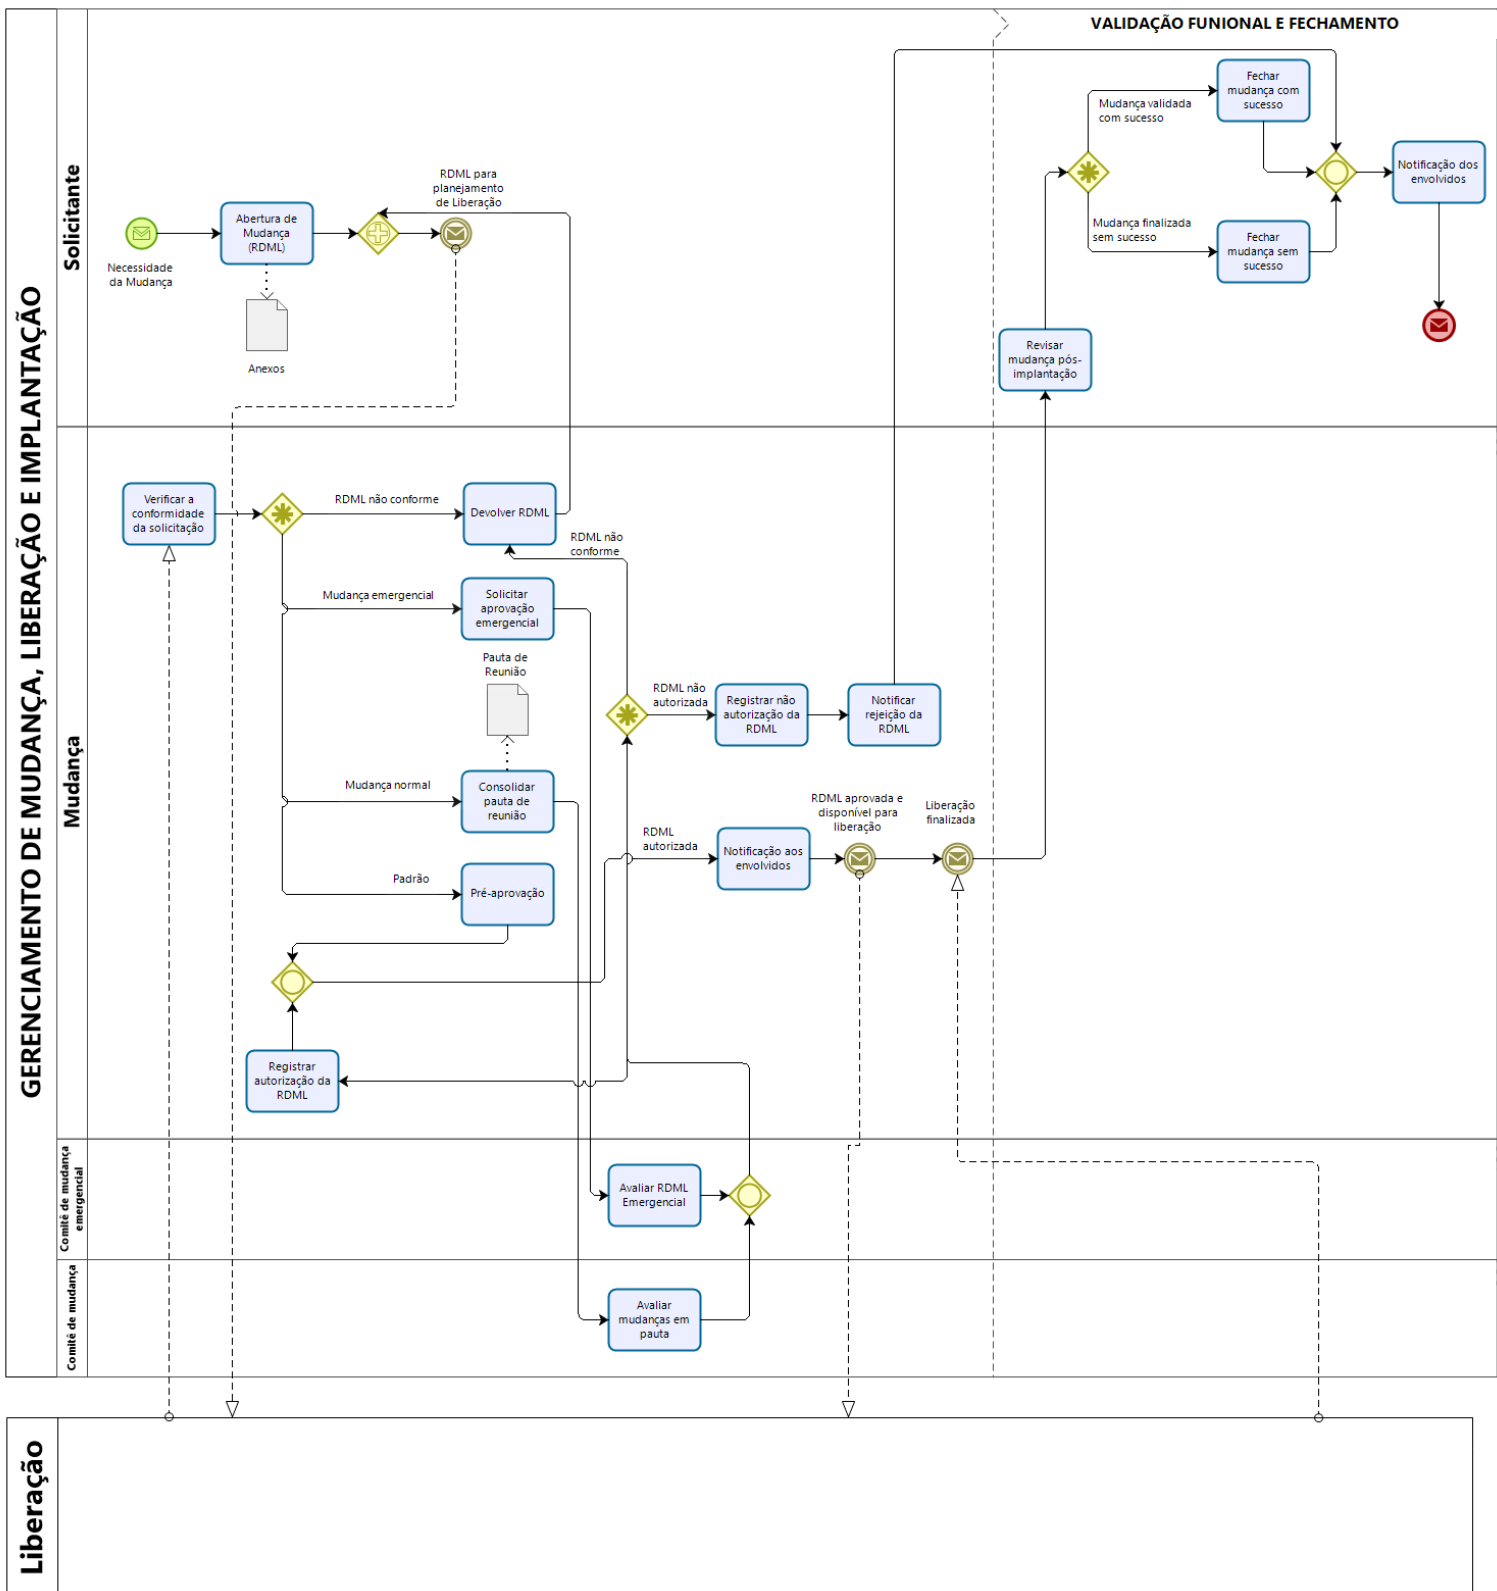 GERENCIAMENTO DE MUDANÇA, LIBERAÇÃO E IMPLANTAÇÃO
VALIDAÇÃO FUNIONAL E FECHAMENTO
Solicitante
Necessidade
da Mudança
Abertura de
Mudança
(RDML)
Anexos
RDML para
planejamento
de Liberação
Mudança validada
com sucesso
Fechar
mudança com
sucesso
Mudança finalizada
sem sucesso
Fechar
mudança sem
sucesso
Notificação dos
envolvidos
Revisar
mudança pós-
implantação
Mudança
Verificar a
conformidade
da solicitação
RDML não conforme
Devolver RDML
RDML não
conforme
Mudança emergencial
Solicitar
aprovação
emergencial
Pauta de
Reunião
RDML não
autorizada
Registrar não
autorização da
RDML
Notificar
rejeição da
RDML
Mudança normal
Consolidar
pauta de
reunião
RDML
autorizada
Notificação aos
envolvidos
RDML aprovada e
disponível para
liberação
Liberação
finalizada
Padrão
Pré-aprovação
Registrar
autorização da
RDML
Comitê de mudança
emergencial
Avaliar RDML
Emergencial
Comitê de mudança
Avaliar
mudanças em
pauta
Liberação